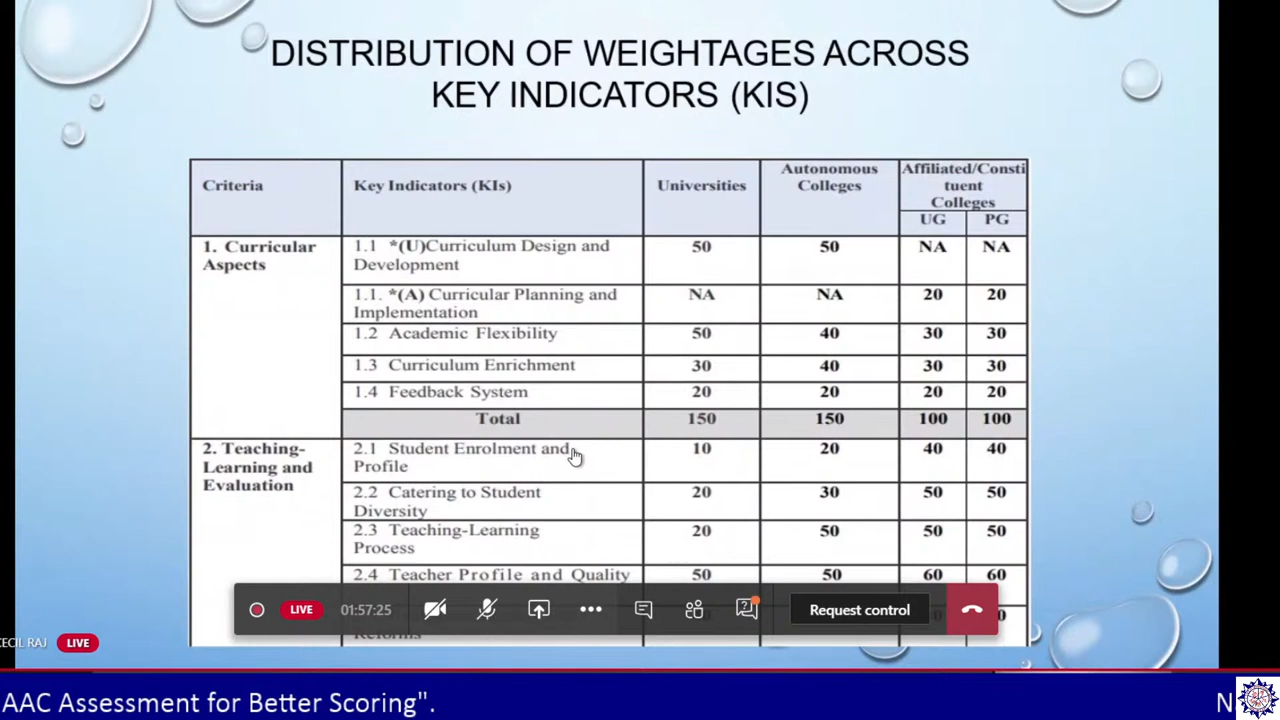 DISTRIBUTION OF WEIGHTAGES ACROSS
KEY INDICATORS (KIS)
Criteria Key Indicators (KIs) Universities Autonomous Colleges Affiliated/Consti tuent Colleges
UG PG
1. Curricular Aspects
1.1 *(U)Curriculum Design and Development 50 50 NA NA
1.1. *(A) Curricular Planning and Implementation NA NA 20 20
1.2 Academic Flexibility 50 40 30 30
1.3 Curriculum Enrichment 30 40 30 30
1.4 Feedback System 20 20 20 20
Total 150 150 100 100
2. Teaching-Learning and Evaluation
2.1 Student Enrolment and Profile 10 20 40 40
2.2 Catering to Student Diversity 20 30 50 50
2.3 Teaching-Learning Process 20 50 50 50
2.4 Teacher Profile and Quality 50 50 60 60
LIVE 01:57:25 Request control
Reforms
CECIL RAJ LIVE
AAC Assessment for Better Scoring". N